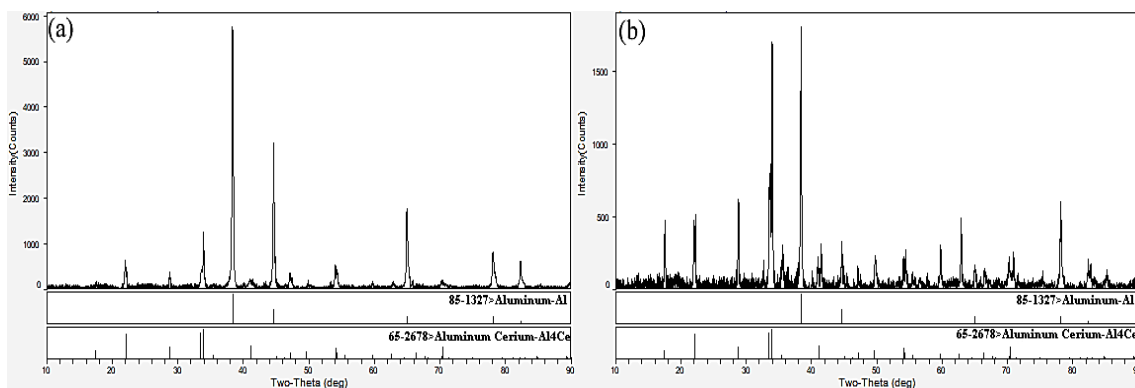 (a)
6000
5000
4000
3000
2000
1000
0
Intensity(Counts)
85-1327>Aluminum-Al
65-2678>Aluminum Cerium-Al4Ce
10 20 30 40 50 60 70 80 90
Two-Theta (deg)
(b)
1500
1000
500
0
Intensity(Counts)
85-1327>Aluminum-Al
65-2678>Aluminum Cerium-Al4Ce
10 20 30 40 50 60 70 80 90
Two-Theta (deg)